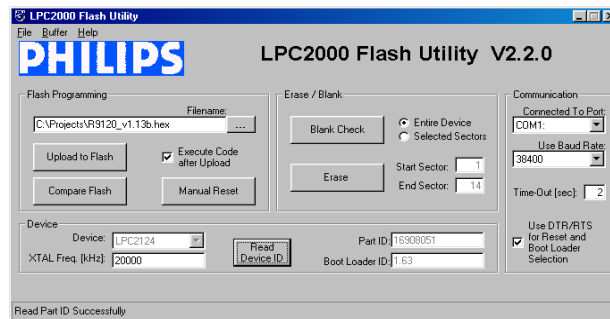 LPC2000 Flash Utility
File Buffer Help
PHILIPS
LPC2000 Flash Utility V2.2.0
Flash Programming
Filename:
C:\Projects\R9120_v1.13b.hex
...
Upload to Flash
Execute Code
after Upload
Compare Flash
Manual Reset
Erase / Blank
Blank Check
Entire Device
Selected Sectors
Erase
Start Sector: 1
End Sector: 14
Communication
Connected To Port:
COM1:
Use Baud Rate:
38400
Time-Out [sec]: 2
Use DTR/RTS
for Reset and
Boot Loader
Selection
Device
Device: LPC2124
XTAL Freq. [kHz]: 20000
Read
Device ID
Part ID: 16908051
Boot Loader ID: 1.63
Read Part ID Successfully